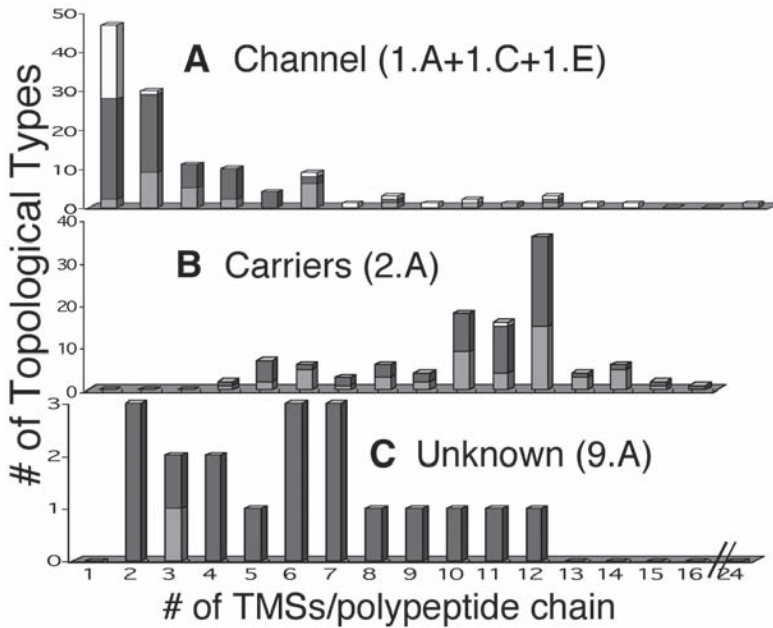 # of Topological Types
50
40
30
20
10
0
A Channel (1.A+1.C+1.E)
40
30
20
10
0
B Carriers (2.A)
3
2
1
0
C Unknown (9.A)
1 2 3 4 5 6 7 8 9 10 11 12 13 14 15 16 24
# of TMSs/polypeptide chain